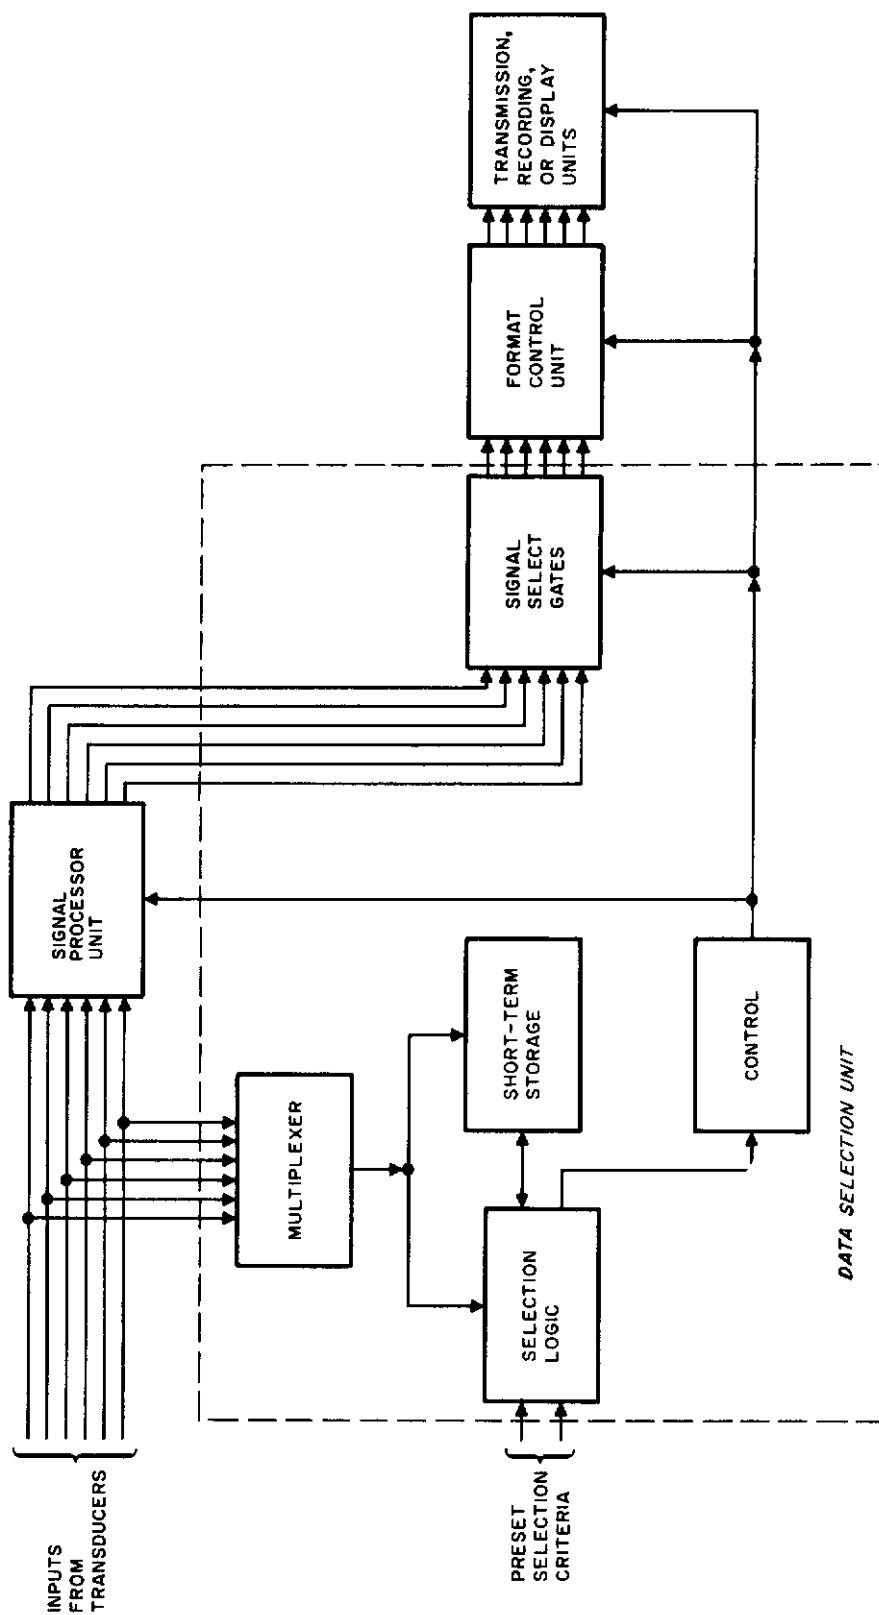 INPUTS
FROM
TRANSDUCERS
SIGNAL
PROCESSOR
UNIT
MULTIPLEXER
PRESET
SELECTION
CRITERIA
SELECTION
LOGIC
SHORT-TERM
STORAGE
SIGNAL
SELECT
GATES
FORMAT
CONTROL
UNIT
TRANSMISSION,
RECORDING,
OR DISPLAY
UNITS
CONTROL
DATA SELECTION UNIT